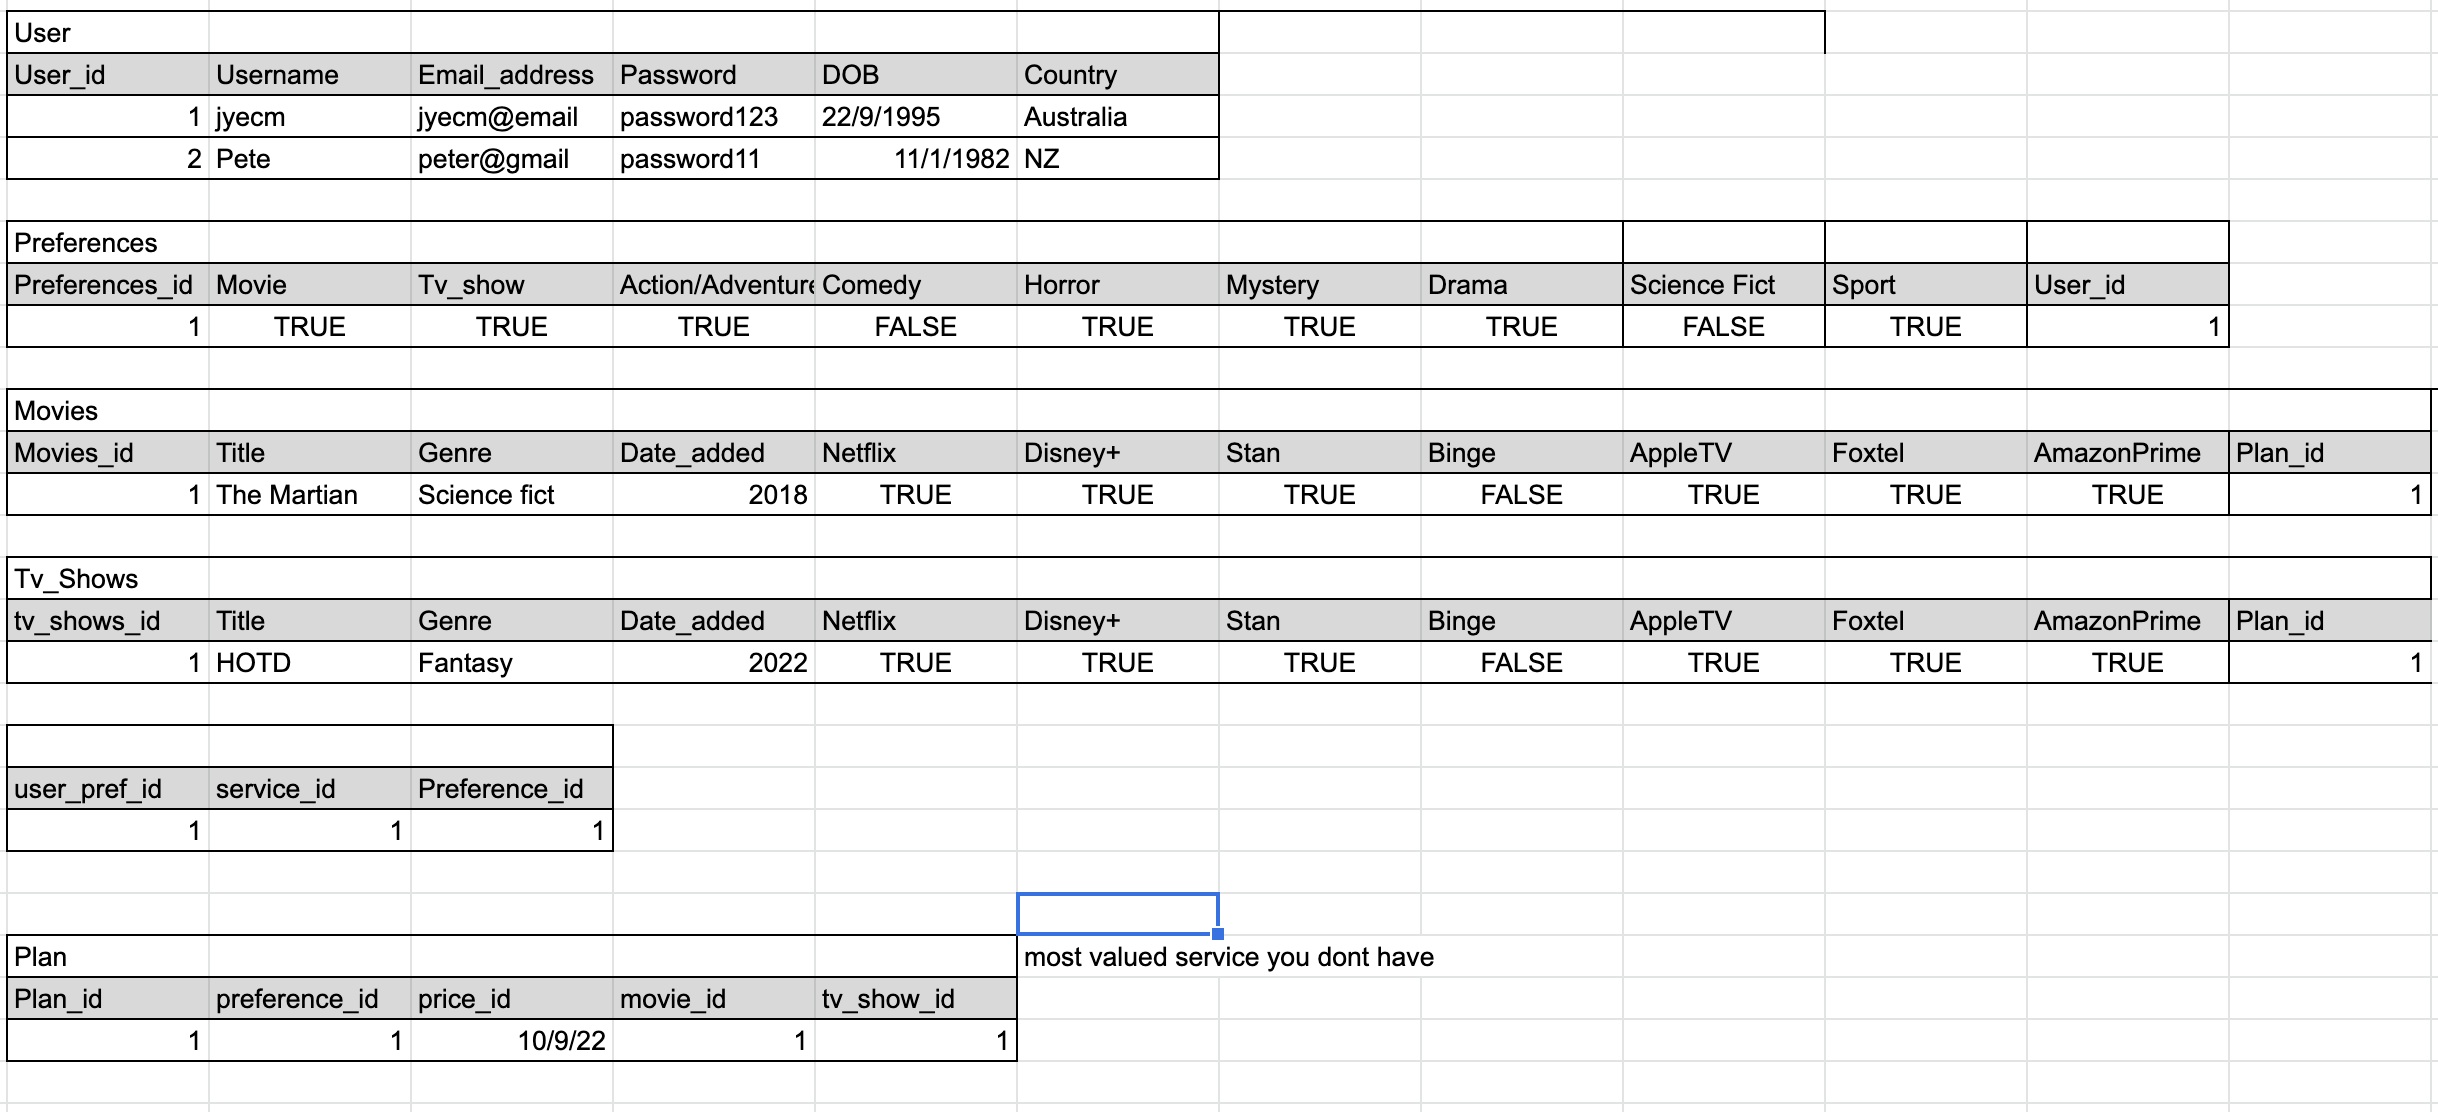 User
User_id Username Email_address Password DOB Country
1 jyecm jyecm@email password123 22/9/1995 Australia
2 Pete peter@gmail password11 11/1/1982 NZ
Preferences
Preferences_id Movie Tv_show Action/Adventure Comedy Horror Mystery Drama Science Fict Sport User_id
1 TRUE TRUE TRUE FALSE TRUE TRUE TRUE FALSE TRUE 1
Movies
Movies_id Title Genre Date_added Netflix Disney+ Stan Binge AppleTV Foxtel AmazonPrime Plan_id
1 The Martian Science fict 2018 TRUE TRUE TRUE FALSE TRUE TRUE TRUE 1
Tv_Shows
tv_shows_id Title Genre Date_added Netflix Disney+ Stan Binge AppleTV Foxtel AmazonPrime Plan_id
1 HOTD Fantasy 2022 TRUE TRUE TRUE FALSE TRUE TRUE TRUE 1
user_pref_id service_id Preference_id
1 1 1
Plan most valued service you dont have
Plan_id preference_id price_id movie_id tv_show_id
1 1 10/9/22 1 1